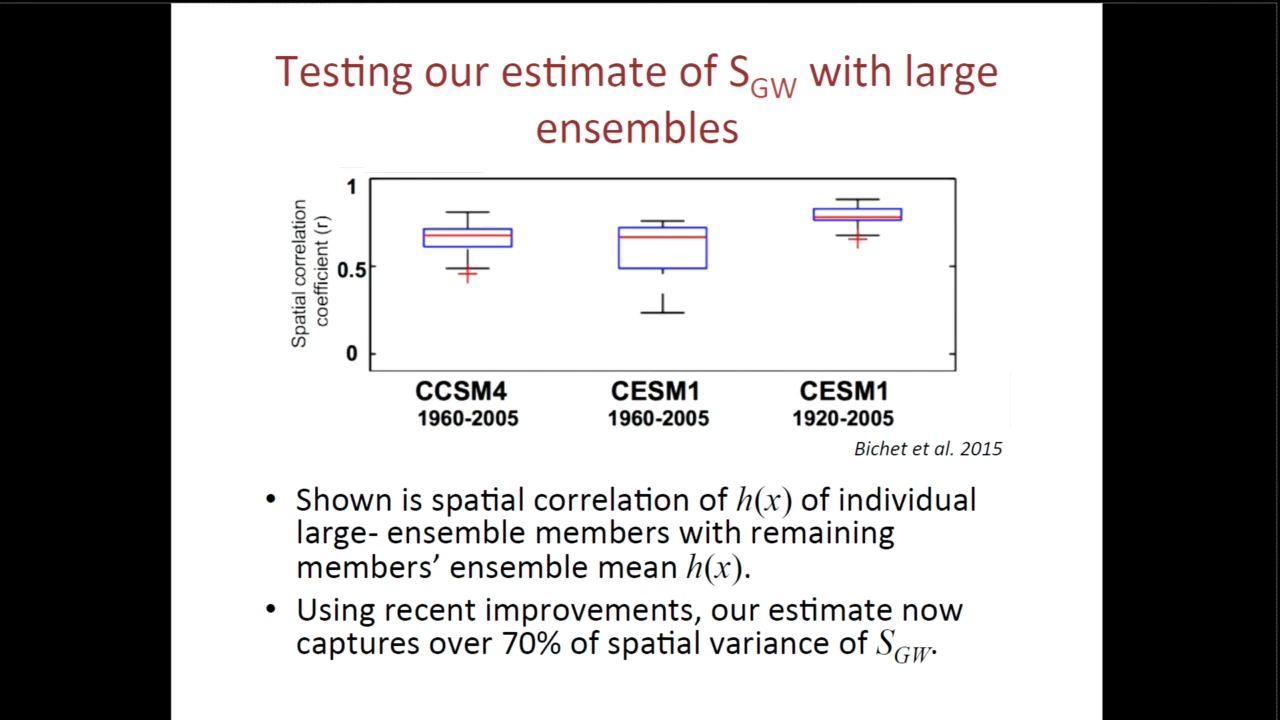 Testing our estimate of S_GW with large
ensembles
Spatial correlation
coefficient (r)
1
0.5
0
CCSM4 CESM1 CESM1
1960-2005 1960-2005 1920-2005
Bichet et al. 2015
• Shown is spatial correlation of h(x) of individual
large- ensemble members with remaining
members’ ensemble mean h(x).
• Using recent improvements, our estimate now
captures over 70% of spatial variance of S_GW.